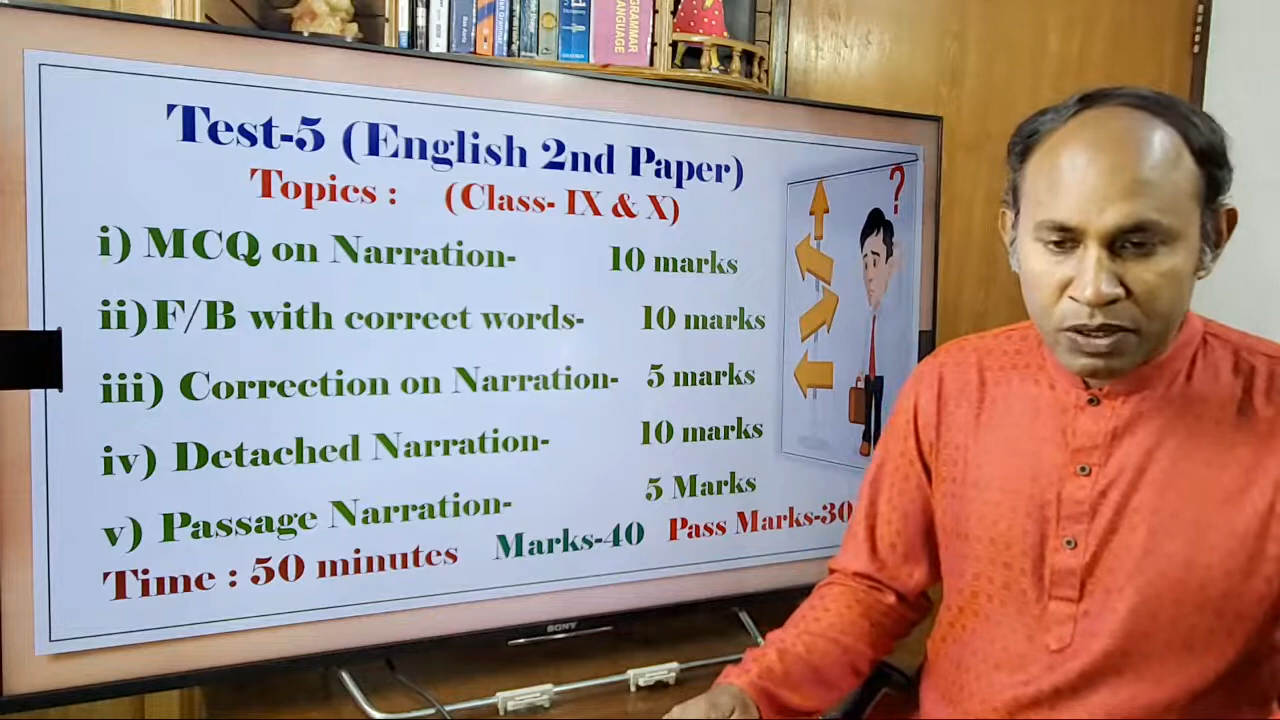 GRAMMAR
LANGUAGE
Test-5 (English 2nd Paper)
Topics : (Class- IX & X)
?
i) MCQ on Narration- 10 marks
ii)F/B with correct words- 10 marks
iii) Correction on Narration- 5 marks
iv) Detached Narration- 10 marks
v) Passage Narration- 5 Marks
Time : 50 minutes Marks-40 Pass Marks-30
SONY